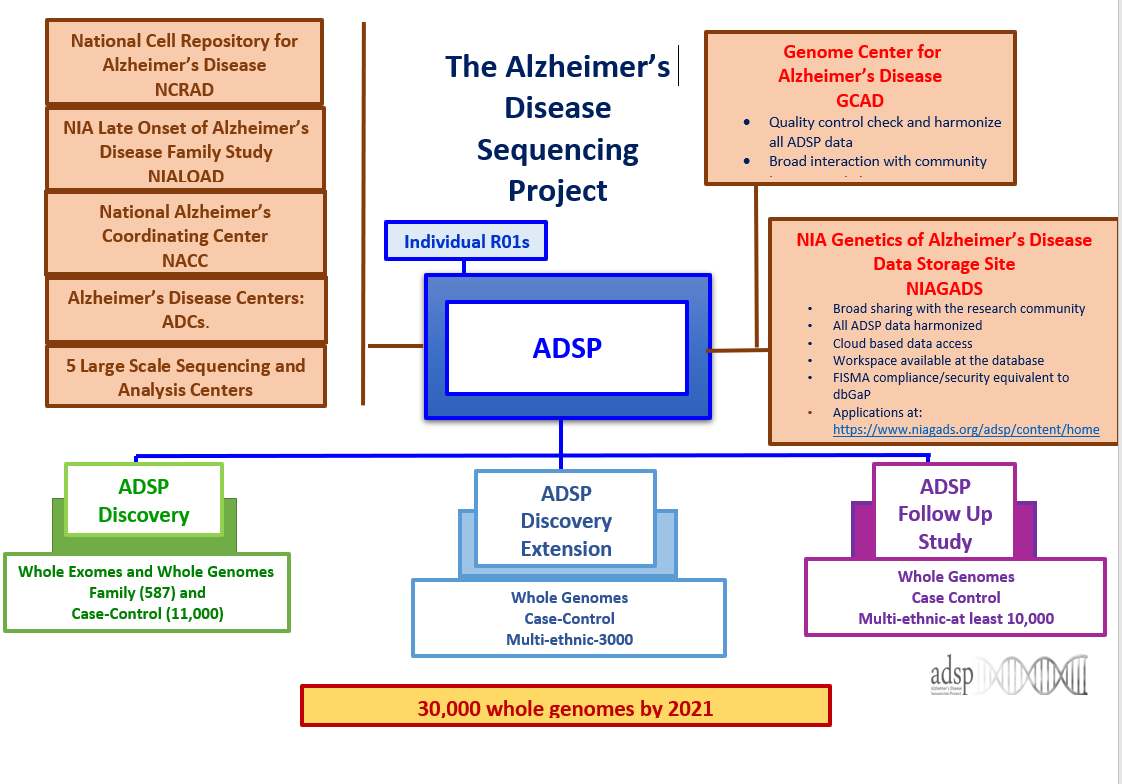 National Cell Repository for
Alzheimer's Disease
NCRAD
NIA Late Onset of Alzheimer's
Disease Family Study
NIALOAD
National Alzheimer's
Coordinating Center
NACC
Alzheimer's Disease Centers:
ADCs.
5 Large Scale Sequencing and
Analysis Centers
The Alzheimer's
Disease
Sequencing
Project
Individual R01s
ADSP
Genome Center for
Alzheimer's Disease
GCAD
• Quality control check and harmonize
all ADSP data
• Broad interaction with community
NIA Genetics of Alzheimer's Disease
Data Storage Site
NIAGADS
• Broad sharing with the research community
• All ADSP data harmonized
• Cloud based data access
• Workspace available at the database
• FISMA compliance/security equivalent to
dbGaP
• Applications at:
https://www.niagads.org/adsp/content/home
ADSP
Discovery
Whole Exomes and Whole Genomes
Family (587) and
Case-Control (11,000)
ADSP
Discovery
Extension
Whole Genomes
Case-Control
Multi-ethnic-3000
ADSP
Follow Up
Study
Whole Genomes
Case Control
Multi-ethnic-at least 10,000
adsp
Alzheimer's Disease
Sequencing Project
30,000 whole genomes by 2021